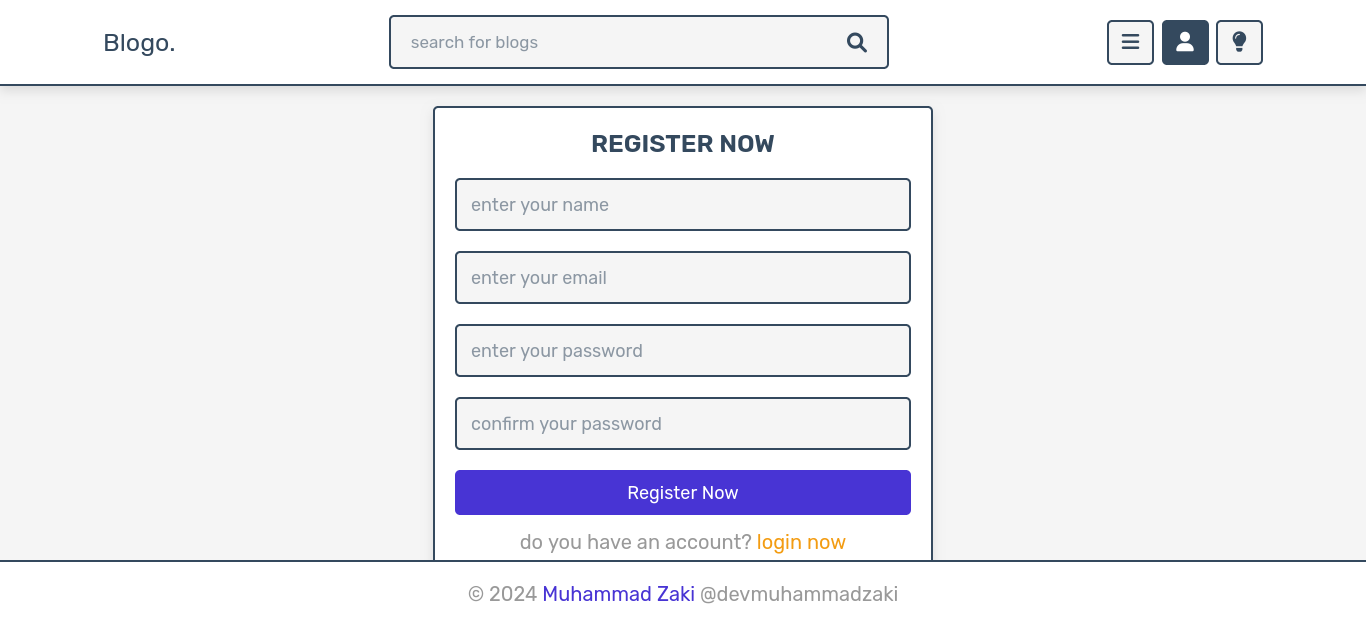 Blogo.
search for blogs
REGISTER NOW
enter your name
enter your email
enter your password
confirm your password
Register Now
do you have an account? login now
© 2024 Muhammad Zaki @devmuhammadzaki